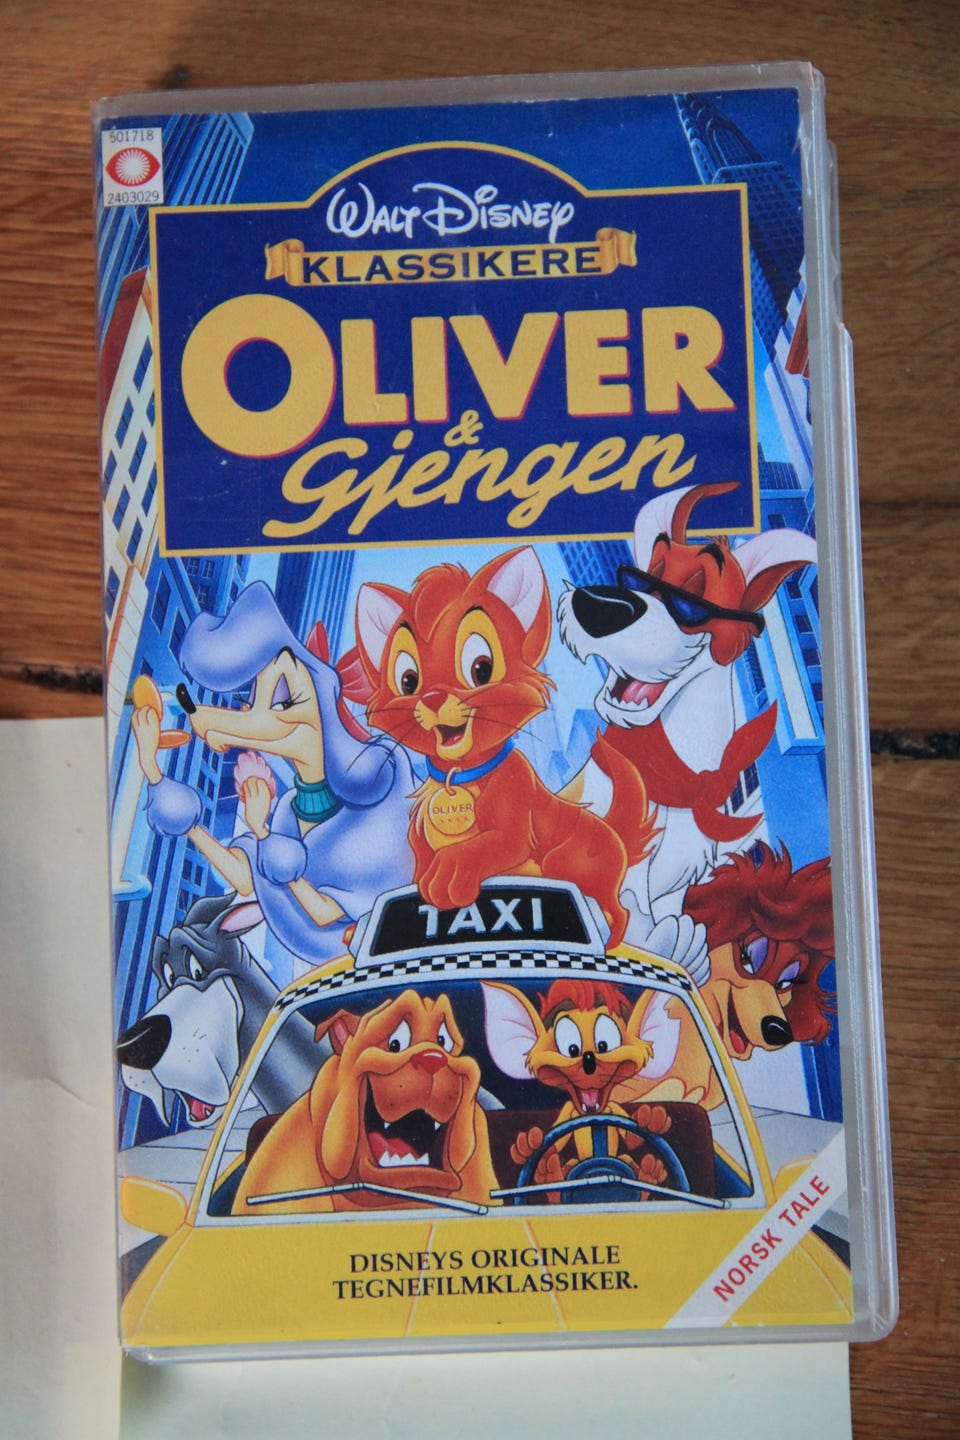 501718
2403029
WALT DISNEY
KLASSIKERE
OLIVER
&
Gjengen
OLIVER
TAXI
DISNEYS ORIGINALE
TEGNEFILMKLASSIKER.
NORSK TALE